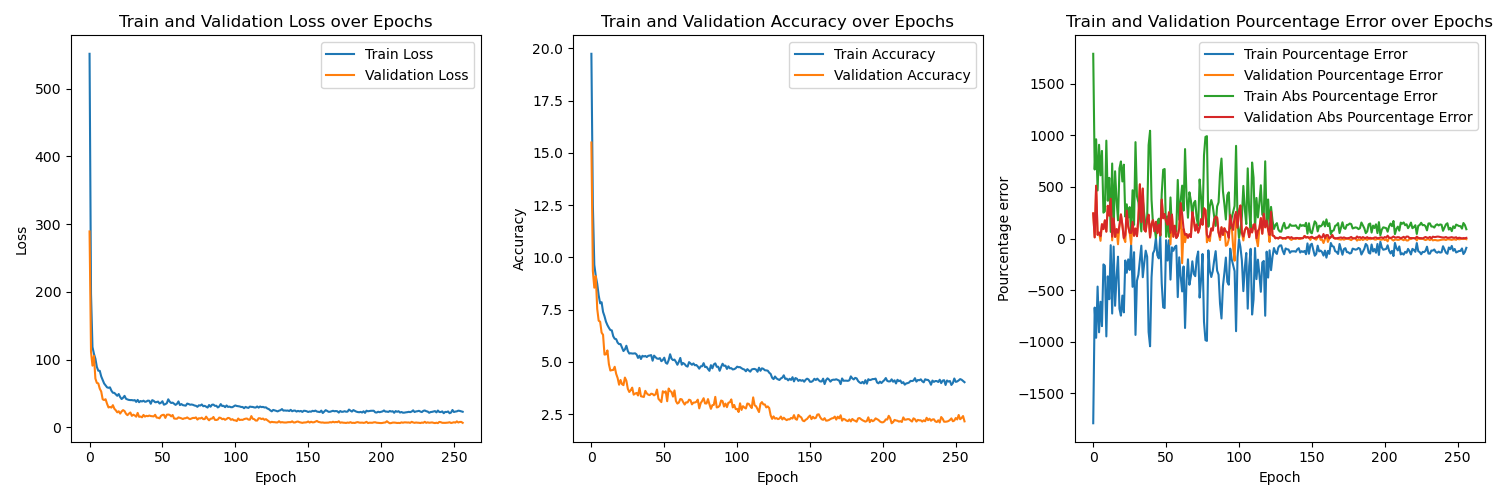 Train and Validation Loss over Epochs
Train Loss
Validation Loss
500
400
300
200
100
0
Loss
0 50 100 150 200 250
Epoch
Train and Validation Accuracy over Epochs
Train Accuracy
Validation Accuracy
20.0
17.5
15.0
12.5
10.0
7.5
5.0
2.5
Accuracy
0 50 100 150 200 250
Epoch
Train and Validation Pourcentage Error over Epochs
Train Pourcentage Error
Validation Pourcentage Error
Train Abs Pourcentage Error
Validation Abs Pourcentage Error
1500
1000
500
0
−500
−1000
−1500
Pourcentage error
0 50 100 150 200 250
Epoch